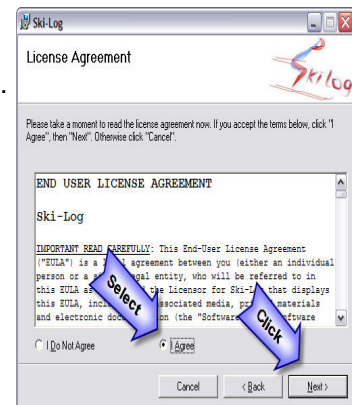 Ski-Log
License Agreement
Skilog
Please take a moment to read the license agreement now. If you accept the terms below, click "I
Agree", then "Next". Otherwise click "Cancel".
END USER LICENSE AGREEMENT
Ski-Log
IMPORTANT READ CAREFULLY: This End-User License Agreement
("EULA") is a agreement between you (either an individual
person or a legal entity, who will be referred to in
this EULA as the Licensor for Ski-Log that displays
this EULA, associated media, materials
and electronic (the "Software
Select
Click
I Do Not Agree
I Agree
Cancel
< Back
Next >